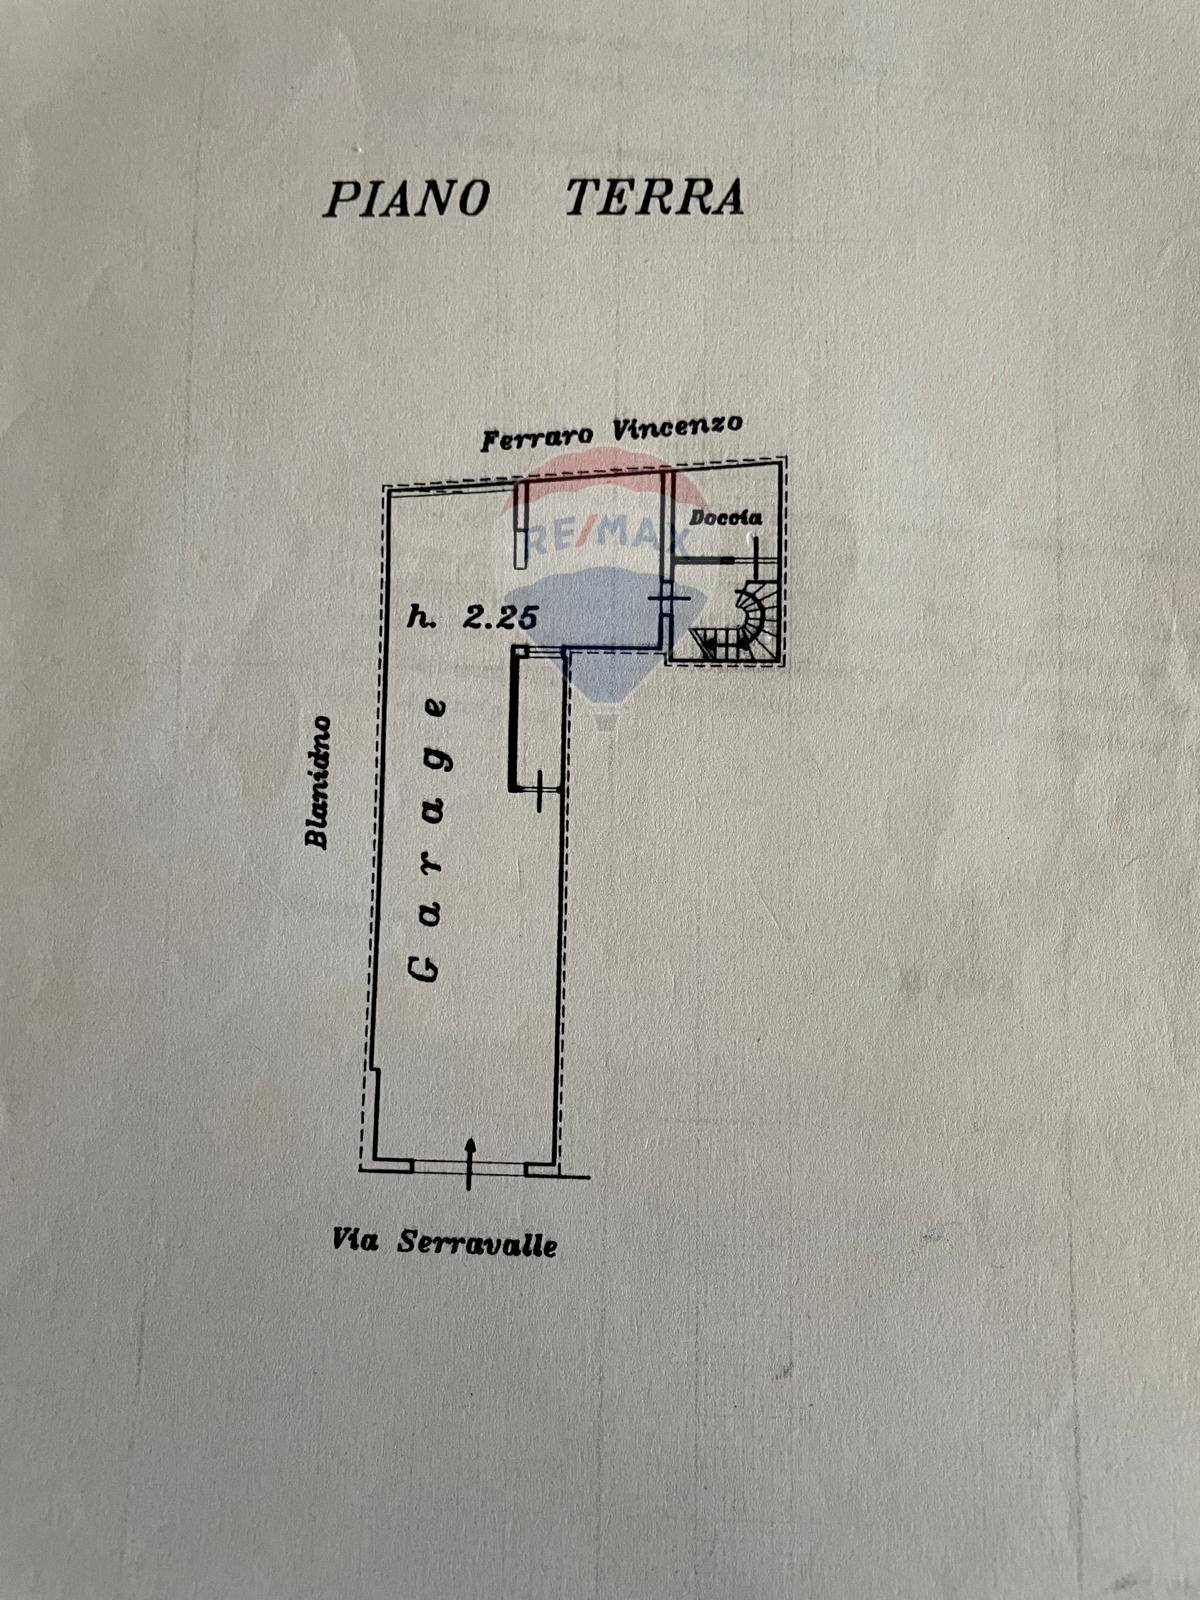 PIANO TERRA
Ferraro Vincenzo
RE/MAX
Doccia
h. 2.25
Garage
Blanidno
Via Serravalle